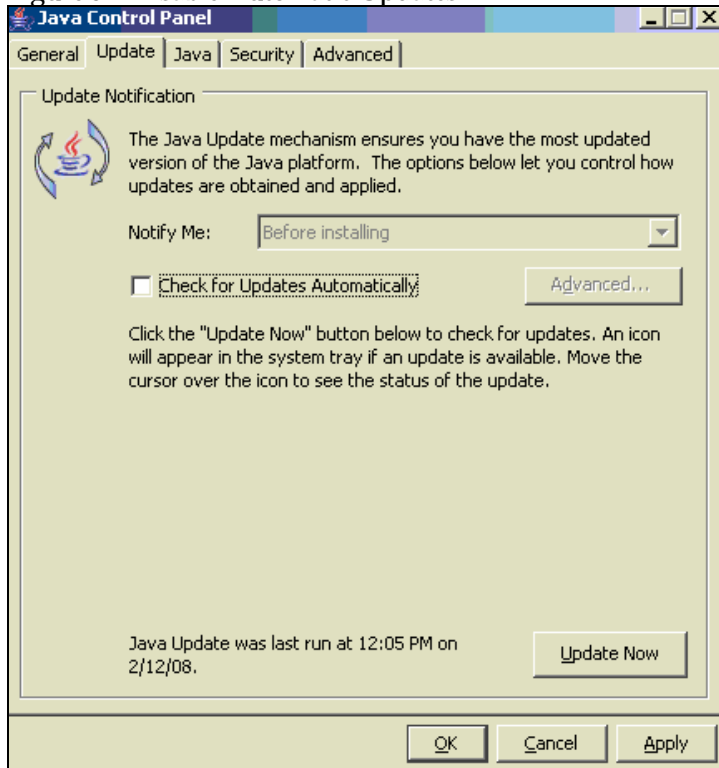 Java Control Panel
General Update Java Security Advanced
Update Notification
The Java Update mechanism ensures you have the most updated
version of the Java platform. The options below let you control how
updates are obtained and applied.
Notify Me: Before installing
Check for Updates Automatically Advanced...
Click the "Update Now" button below to check for updates. An icon
will appear in the system tray if an update is available. Move the
cursor over the icon to see the status of the update.
Java Update was last run at 12:05 PM on
2/12/08.
Update Now
OK Cancel Apply